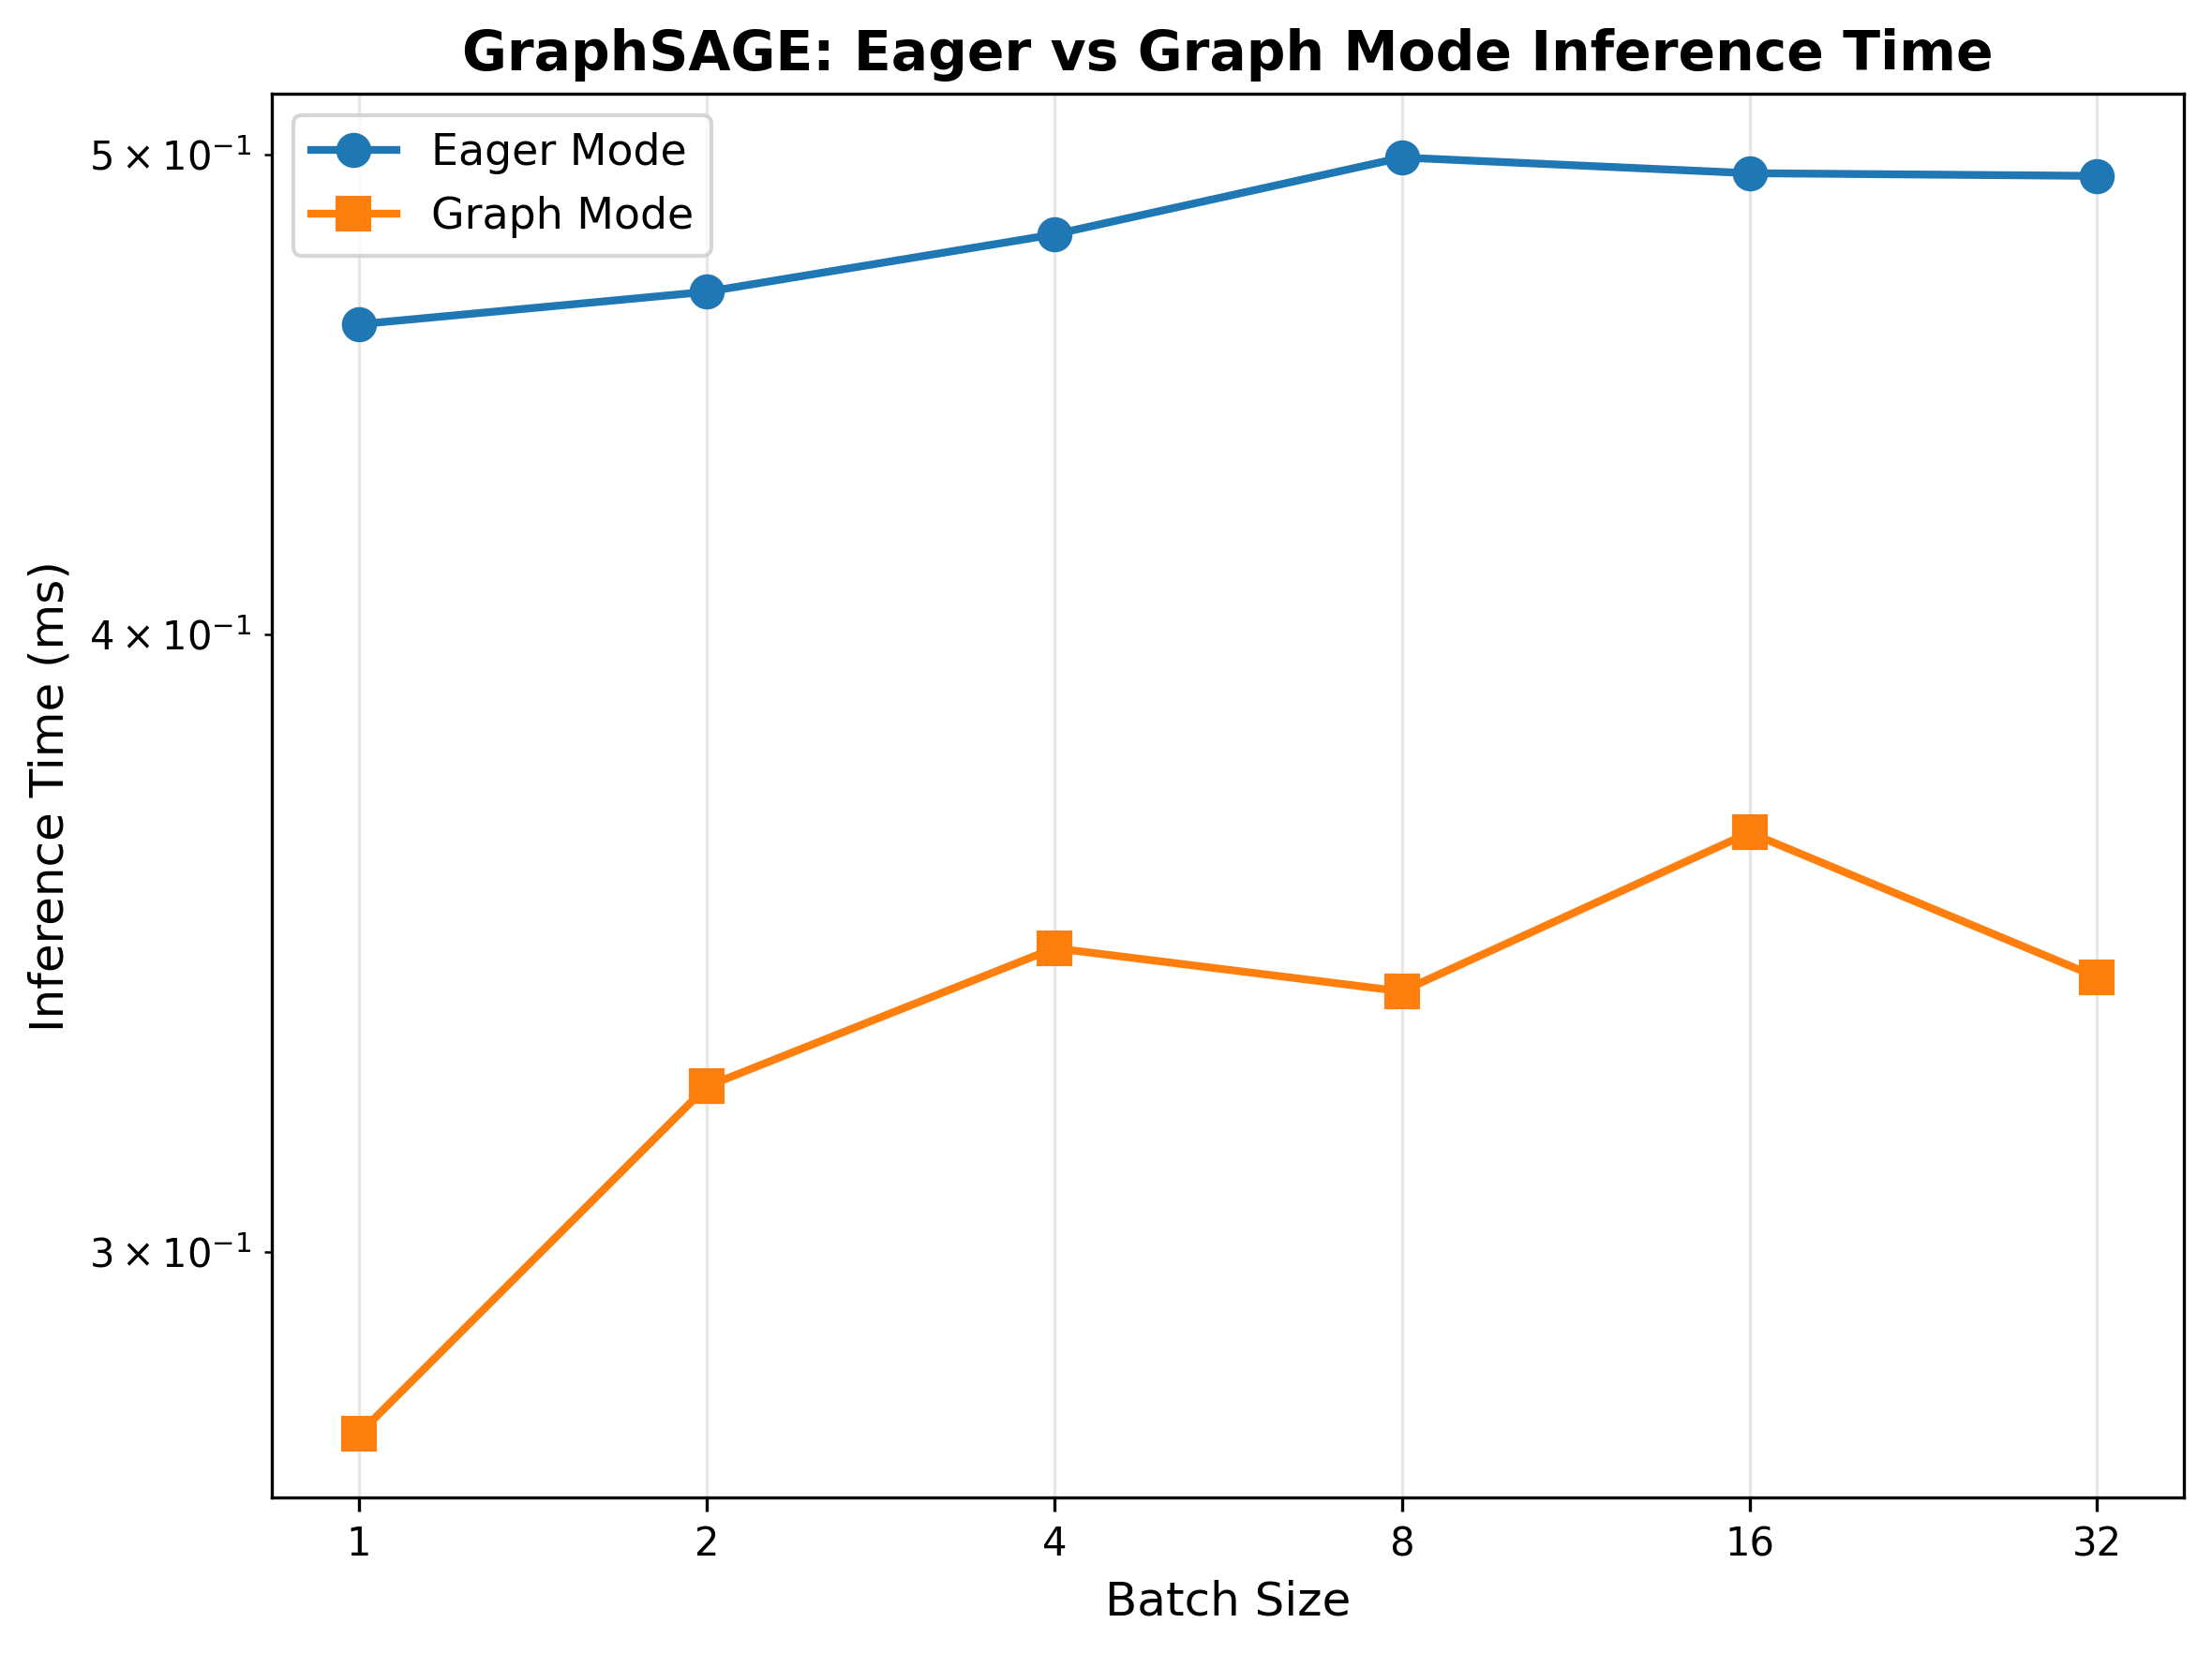 GraphSAGE: Eager vs Graph Mode Inference Time
Eager Mode
Graph Mode
Inference Time (ms)
5 × 10⁻¹
4 × 10⁻¹
3 × 10⁻¹
1 2 4 8 16 32
Batch Size